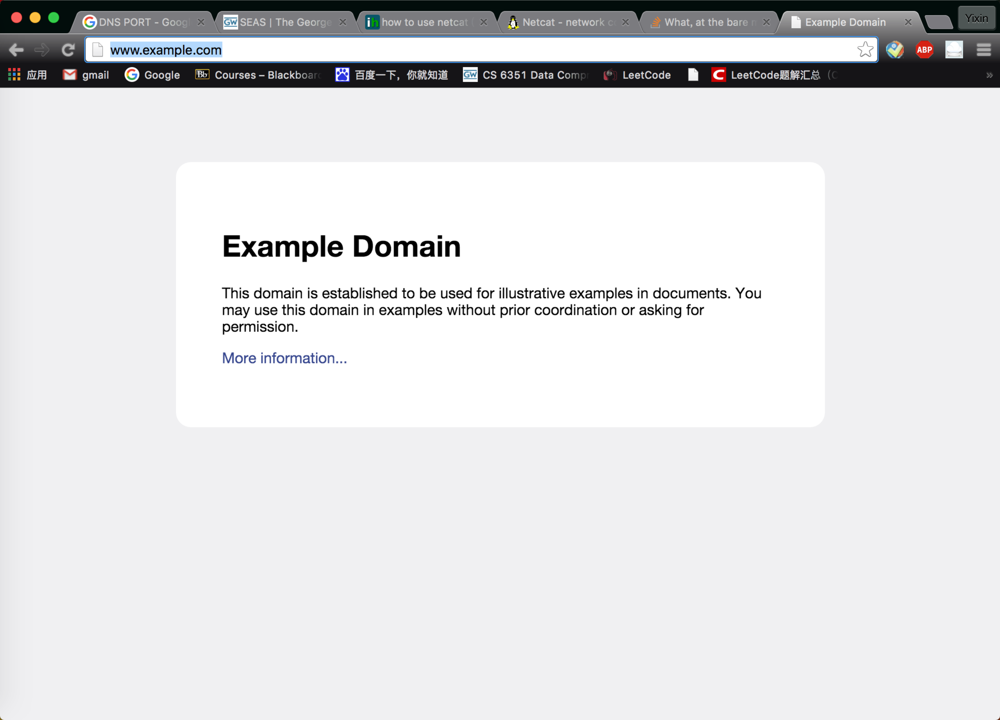 DNS PORT - Googl
SEAS | The George
how to use netcat
Netcat - network co
What, at the bare m
Example Domain
Yixin
www.example.com
ABP
应用
gmail
Google
Bb
Courses – Blackboard
百度一下，你就知道
GW
CS 6351 Data Compr
LeetCode
LeetCode题解汇总（C
Example Domain
This domain is established to be used for illustrative examples in documents. You
may use this domain in examples without prior coordination or asking for
permission.
More information...